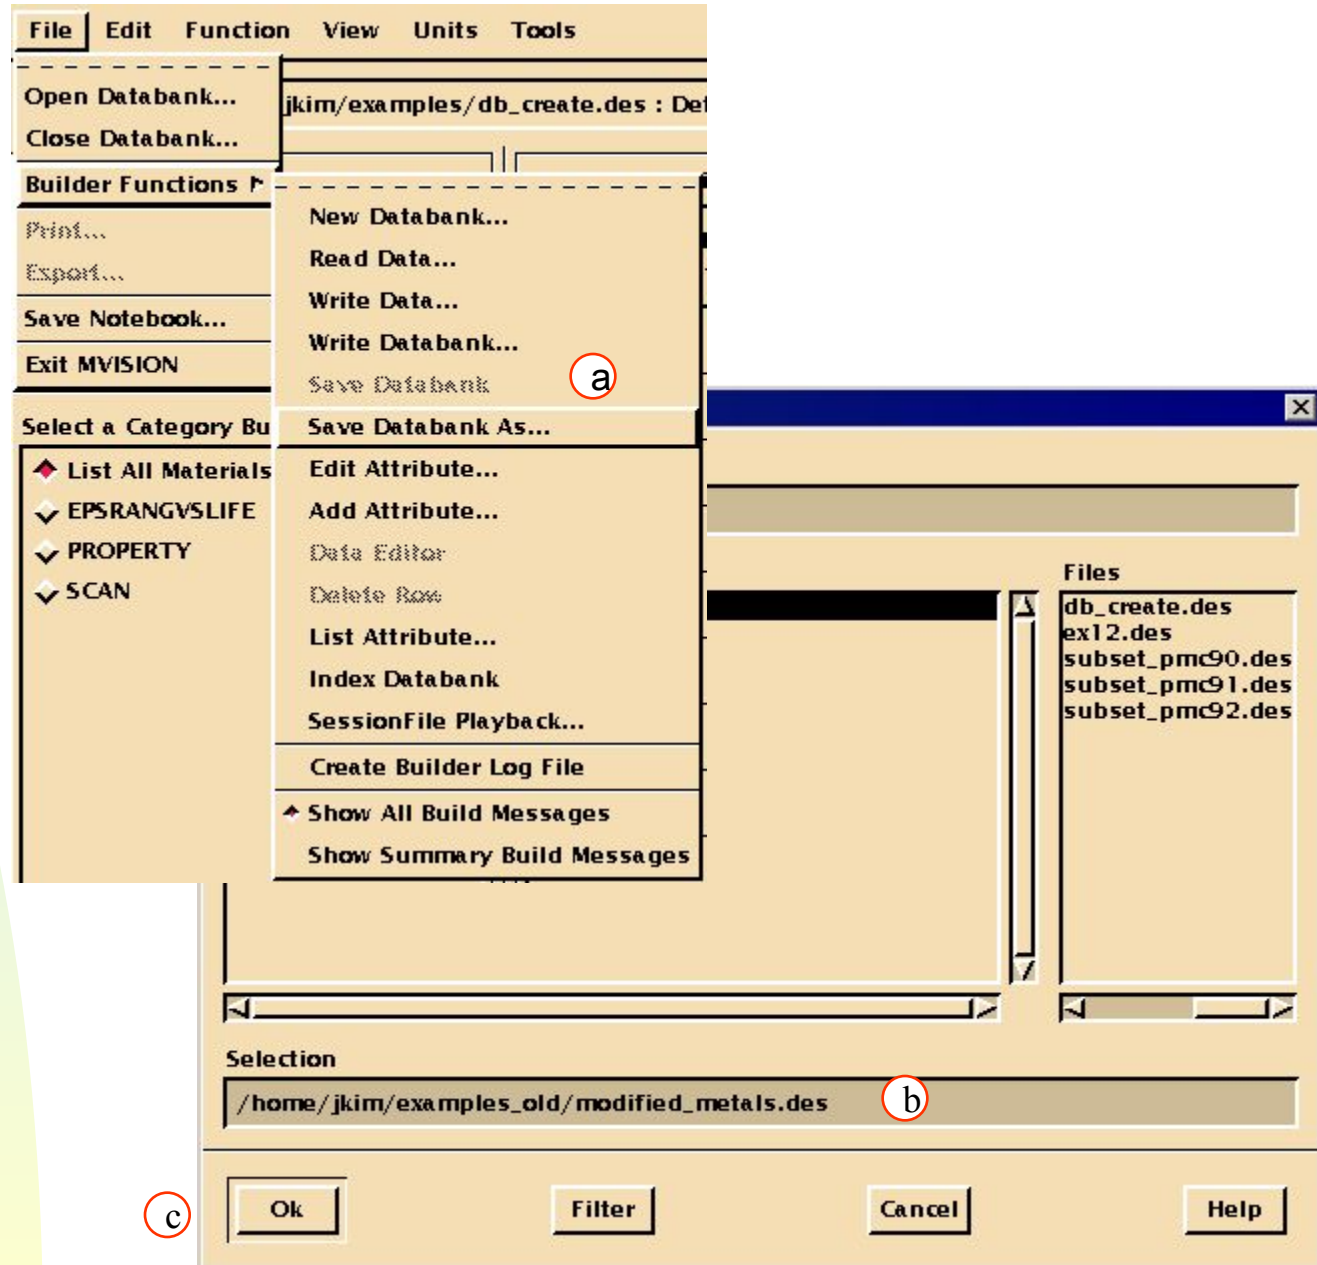 File Edit Function View Units Tools
Open Databank...
Close Databank...
jkim/examples/db_create.des : De
Builder Functions
Print...
Export...
Save Notebook...
Exit MVISION
New Databank...
Read Data...
Write Data...
Write Databank...
Save Databank
a
Save Databank As...
Edit Attribute...
Add Attribute...
Data Editor
Delete Row
List Attribute...
Index Databank
SessionFile Playback...
Create Builder Log File
Show All Build Messages
Show Summary Build Messages
Select a Category Bu
List All Materials
EPSRANGVSLIFE
PROPERTY
SCAN
Files
db_create.des
ex12.des
subset_pmc90.des
subset_pmc91.des
subset_pmc92.des
Selection
/home/jkim/examples_old/modified_metals.des
b
c
Ok Filter Cancel Help